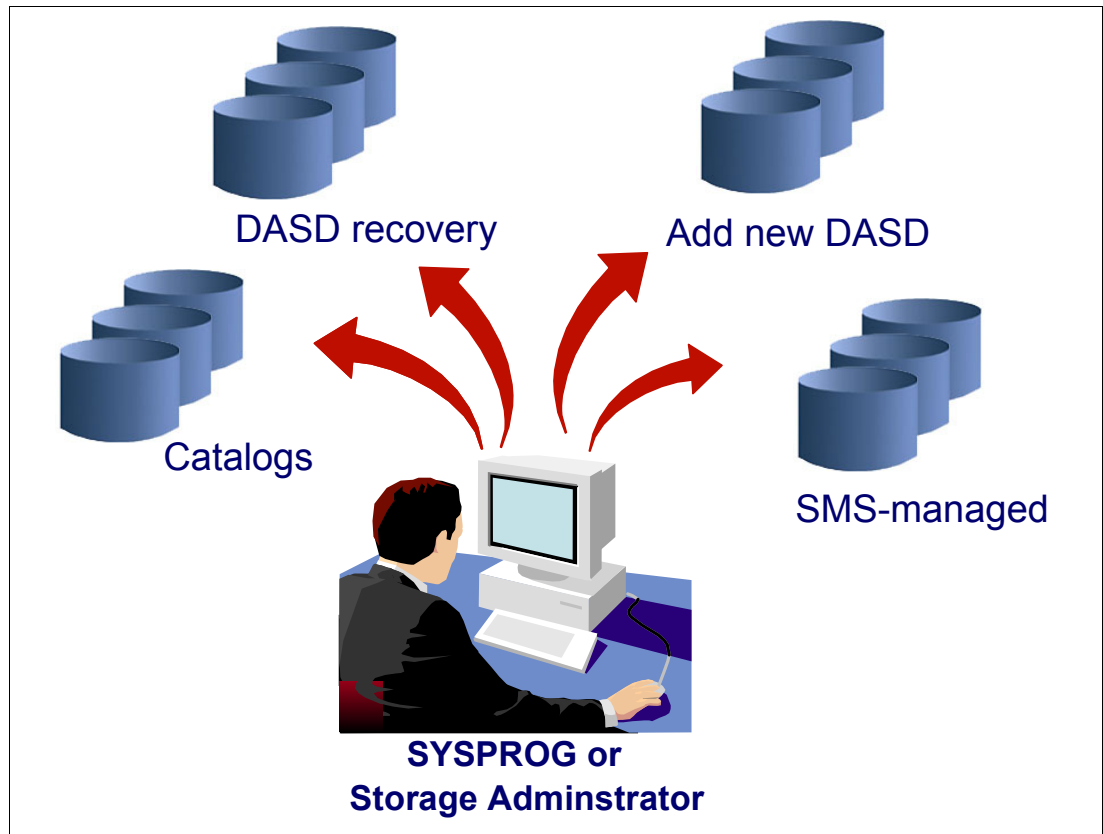 DASD recovery
Add new DASD
Catalogs
SMS-managed
SYSPROG or
Storage Adminstrator